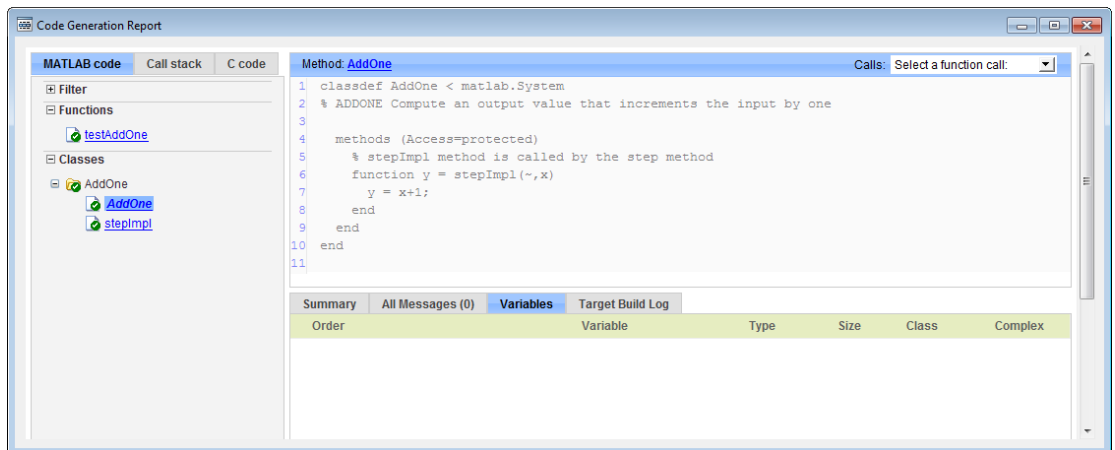 Code Generation Report
MATLAB code Call stack C code
Filter
Functions
testAddOne
Classes
AddOne
AddOne
stepImpl
Method: AddOne Calls: Select a function call:
1 classdef AddOne < matlab.System
2 % ADDONE Compute an output value that increments the input by one
3
4 methods (Access=protected)
5 % stepImpl method is called by the step method
6 function y = stepImpl(~,x)
7 y = x+1;
8 end
9 end
10 end
11
Summary All Messages (0) Variables Target Build Log
Order Variable Type Size Class Complex